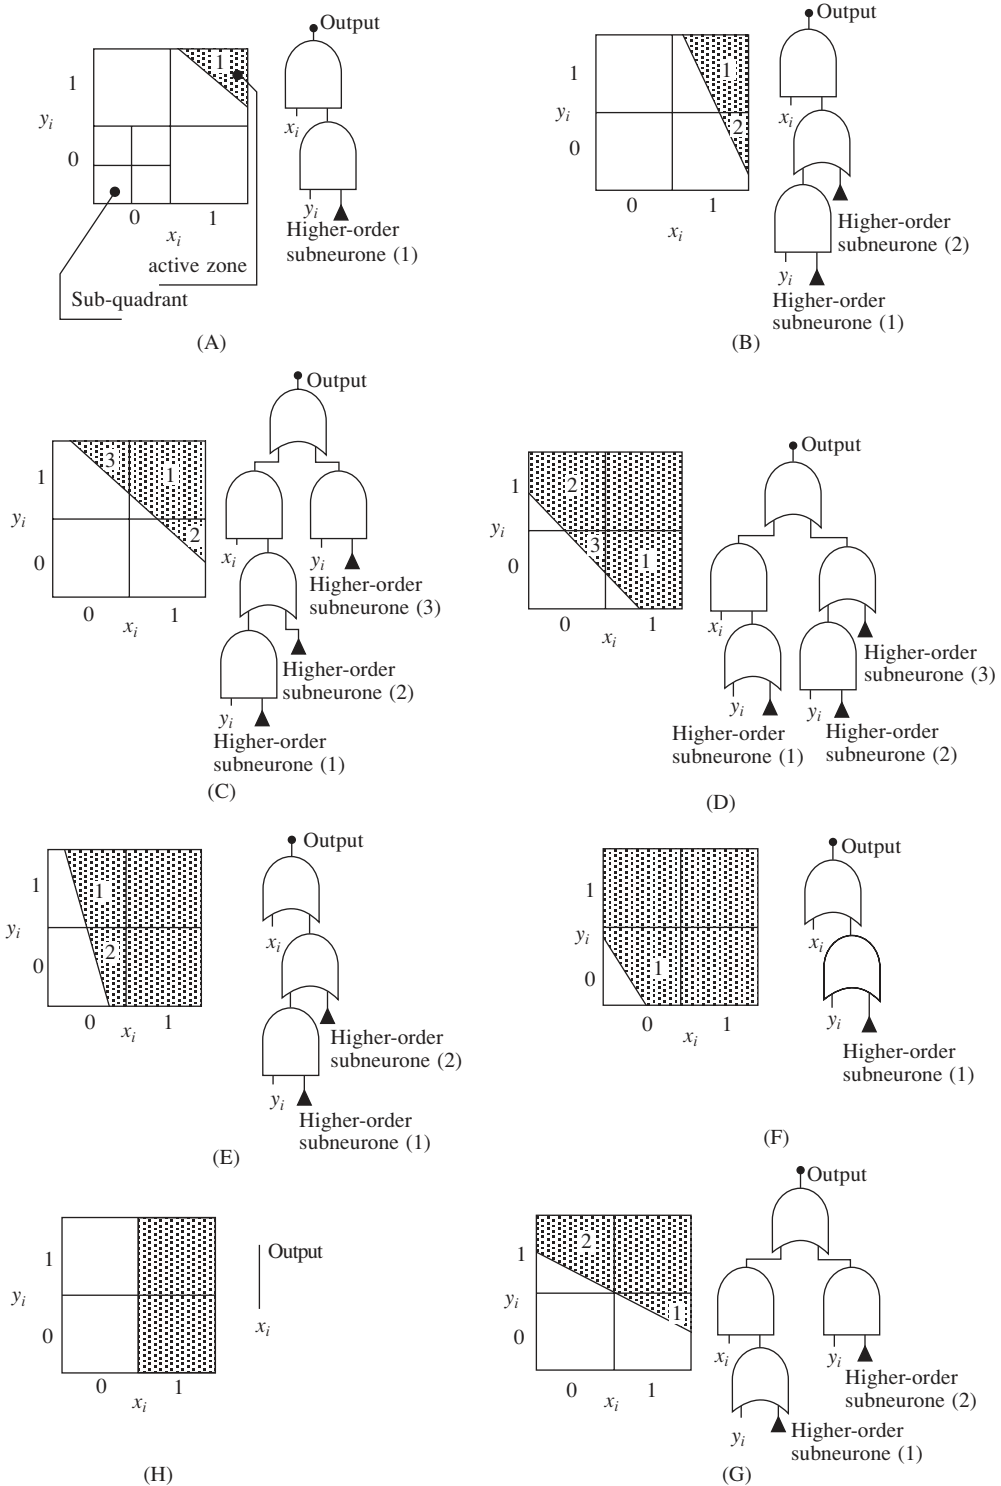 Output
1
1
y_i
0
0
1
x_i
x_i
y_i
Higher-order
subneurone (1)
active zone
Sub-quadrant
(A)
Output
1
1
y_i
2
0
0
1
x_i
x_i
Higher-order
subneurone (2)
y_i
Higher-order
subneurone (1)
(B)
Output
3
1
1
y_i
2
0
0
1
x_i
x_i
y_i
Higher-order
subneurone (3)
Higher-order
subneurone (2)
y_i
Higher-order
subneurone (1)
(C)
Output
1
2
y_i
3
1
0
0
1
x_i
x_i
Higher-order
subneurone (3)
y_i
y_i
Higher-order
subneurone (1)
Higher-order
subneurone (2)
(D)
Output
1
1
y_i
2
0
0
1
x_i
x_i
Higher-order
subneurone (2)
y_i
Higher-order
subneurone (1)
(E)
Output
1
y_i
1
0
0
1
x_i
x_i
y_i
Higher-order
subneurone (1)
(F)
1
y_i
0
0
1
x_i
Output
x_i
(H)
Output
2
1
y_i
1
0
0
1
x_i
x_i
y_i
Higher-order
subneurone (2)
y_i
Higher-order
subneurone (1)
(G)